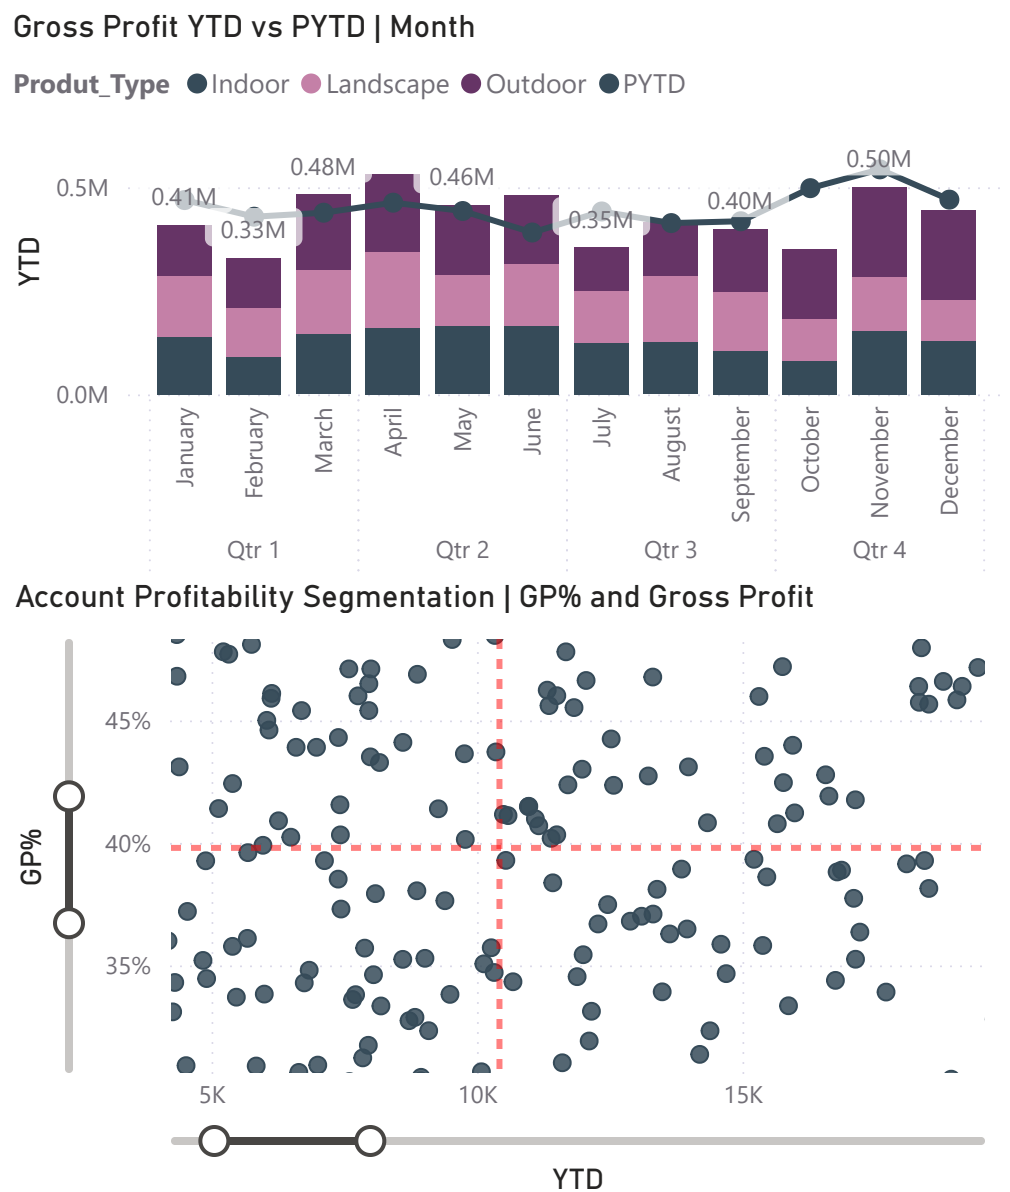 Gross Profit YTD vs PYTD | Month
Produt_Type Indoor Landscape Outdoor PYTD
YTD
0.5M
0.0M
0.41M
0.33M
0.48M
0.46M
0.35M
0.40M
0.50M
January
February
March
April
May
June
July
August
September
October
November
December
Qtr 1 Qtr 2 Qtr 3 Qtr 4
Account Profitability Segmentation | GP% and Gross Profit
GP%
45%
40%
35%
5K 10K 15K
YTD